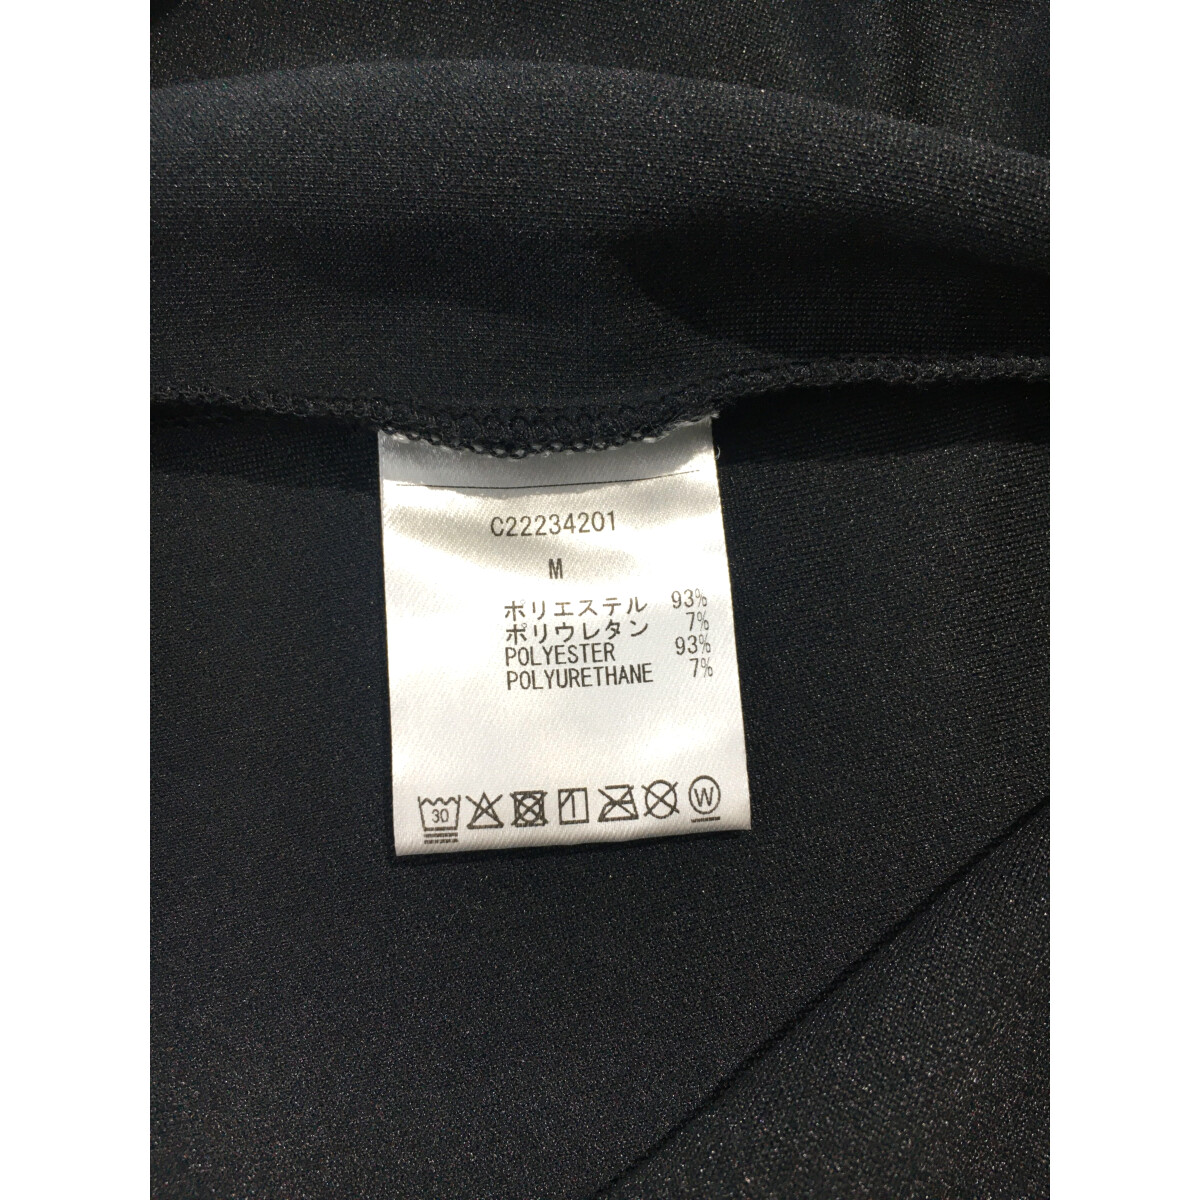 C22234201
M
ポリエステル 93%
ポリウレタン 7%
POLYESTER 93%
POLYURETHANE 7%
30 W